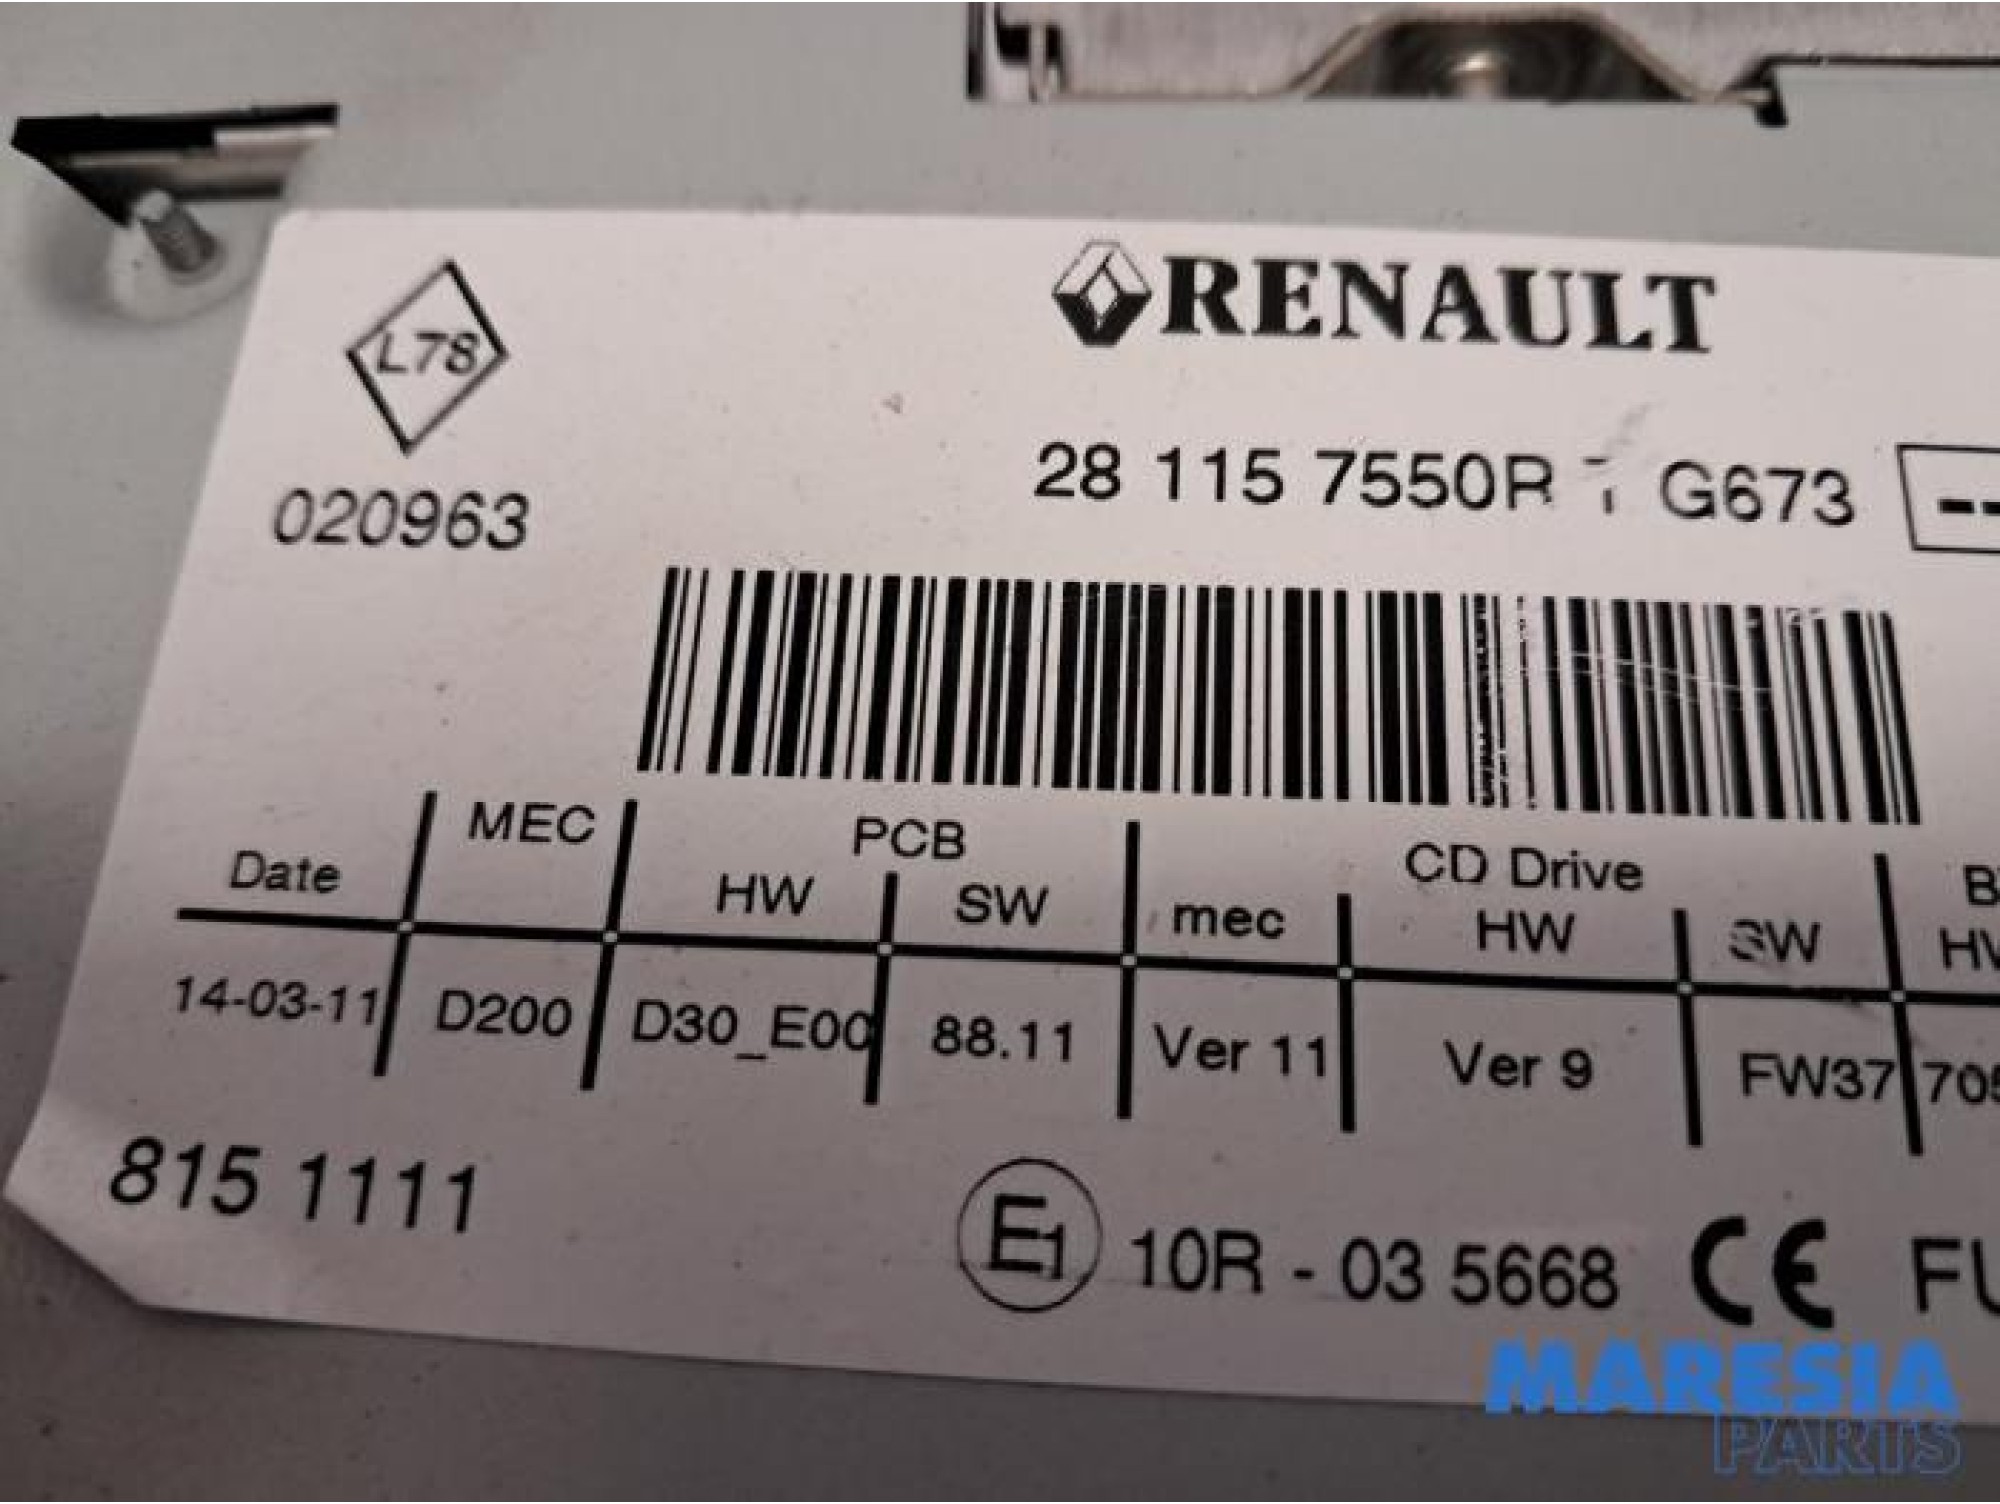 RENAULT
L78
28 115 7550R T G673 --
020963
MEC PCB CD Drive
Date HW SW mec HW SW
14-03-11 D200 D30_E00 88.11 Ver 11 Ver 9 FW37
815 1111
E1 10R - 03 5668 CE
MARESIA
PARTS